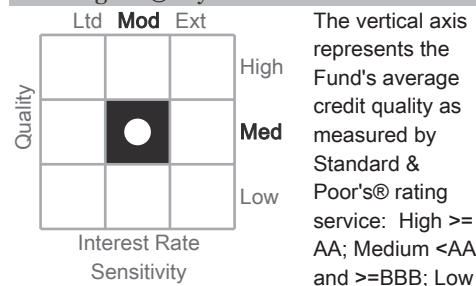 Ltd Mod Ext
High
Med
Low
Quality
Interest Rate
Sensitivity
The vertical axis
represents the
Fund's average
credit quality as
measured by
Standard &
Poor's® rating
service: High >=
AA; Medium <AA
and >=BBB; Low